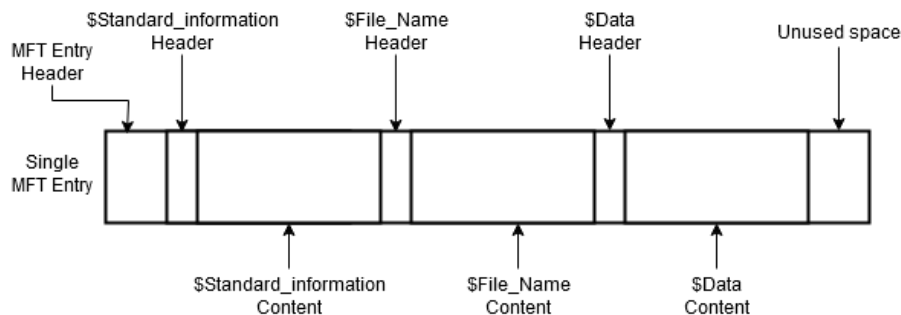 $Standard_information
Header
$File_Name
Header
$Data
Header
Unused space
MFT Entry
Header
Single
MFT Entry
$Standard_information
Content
$File_Name
Content
$Data
Content